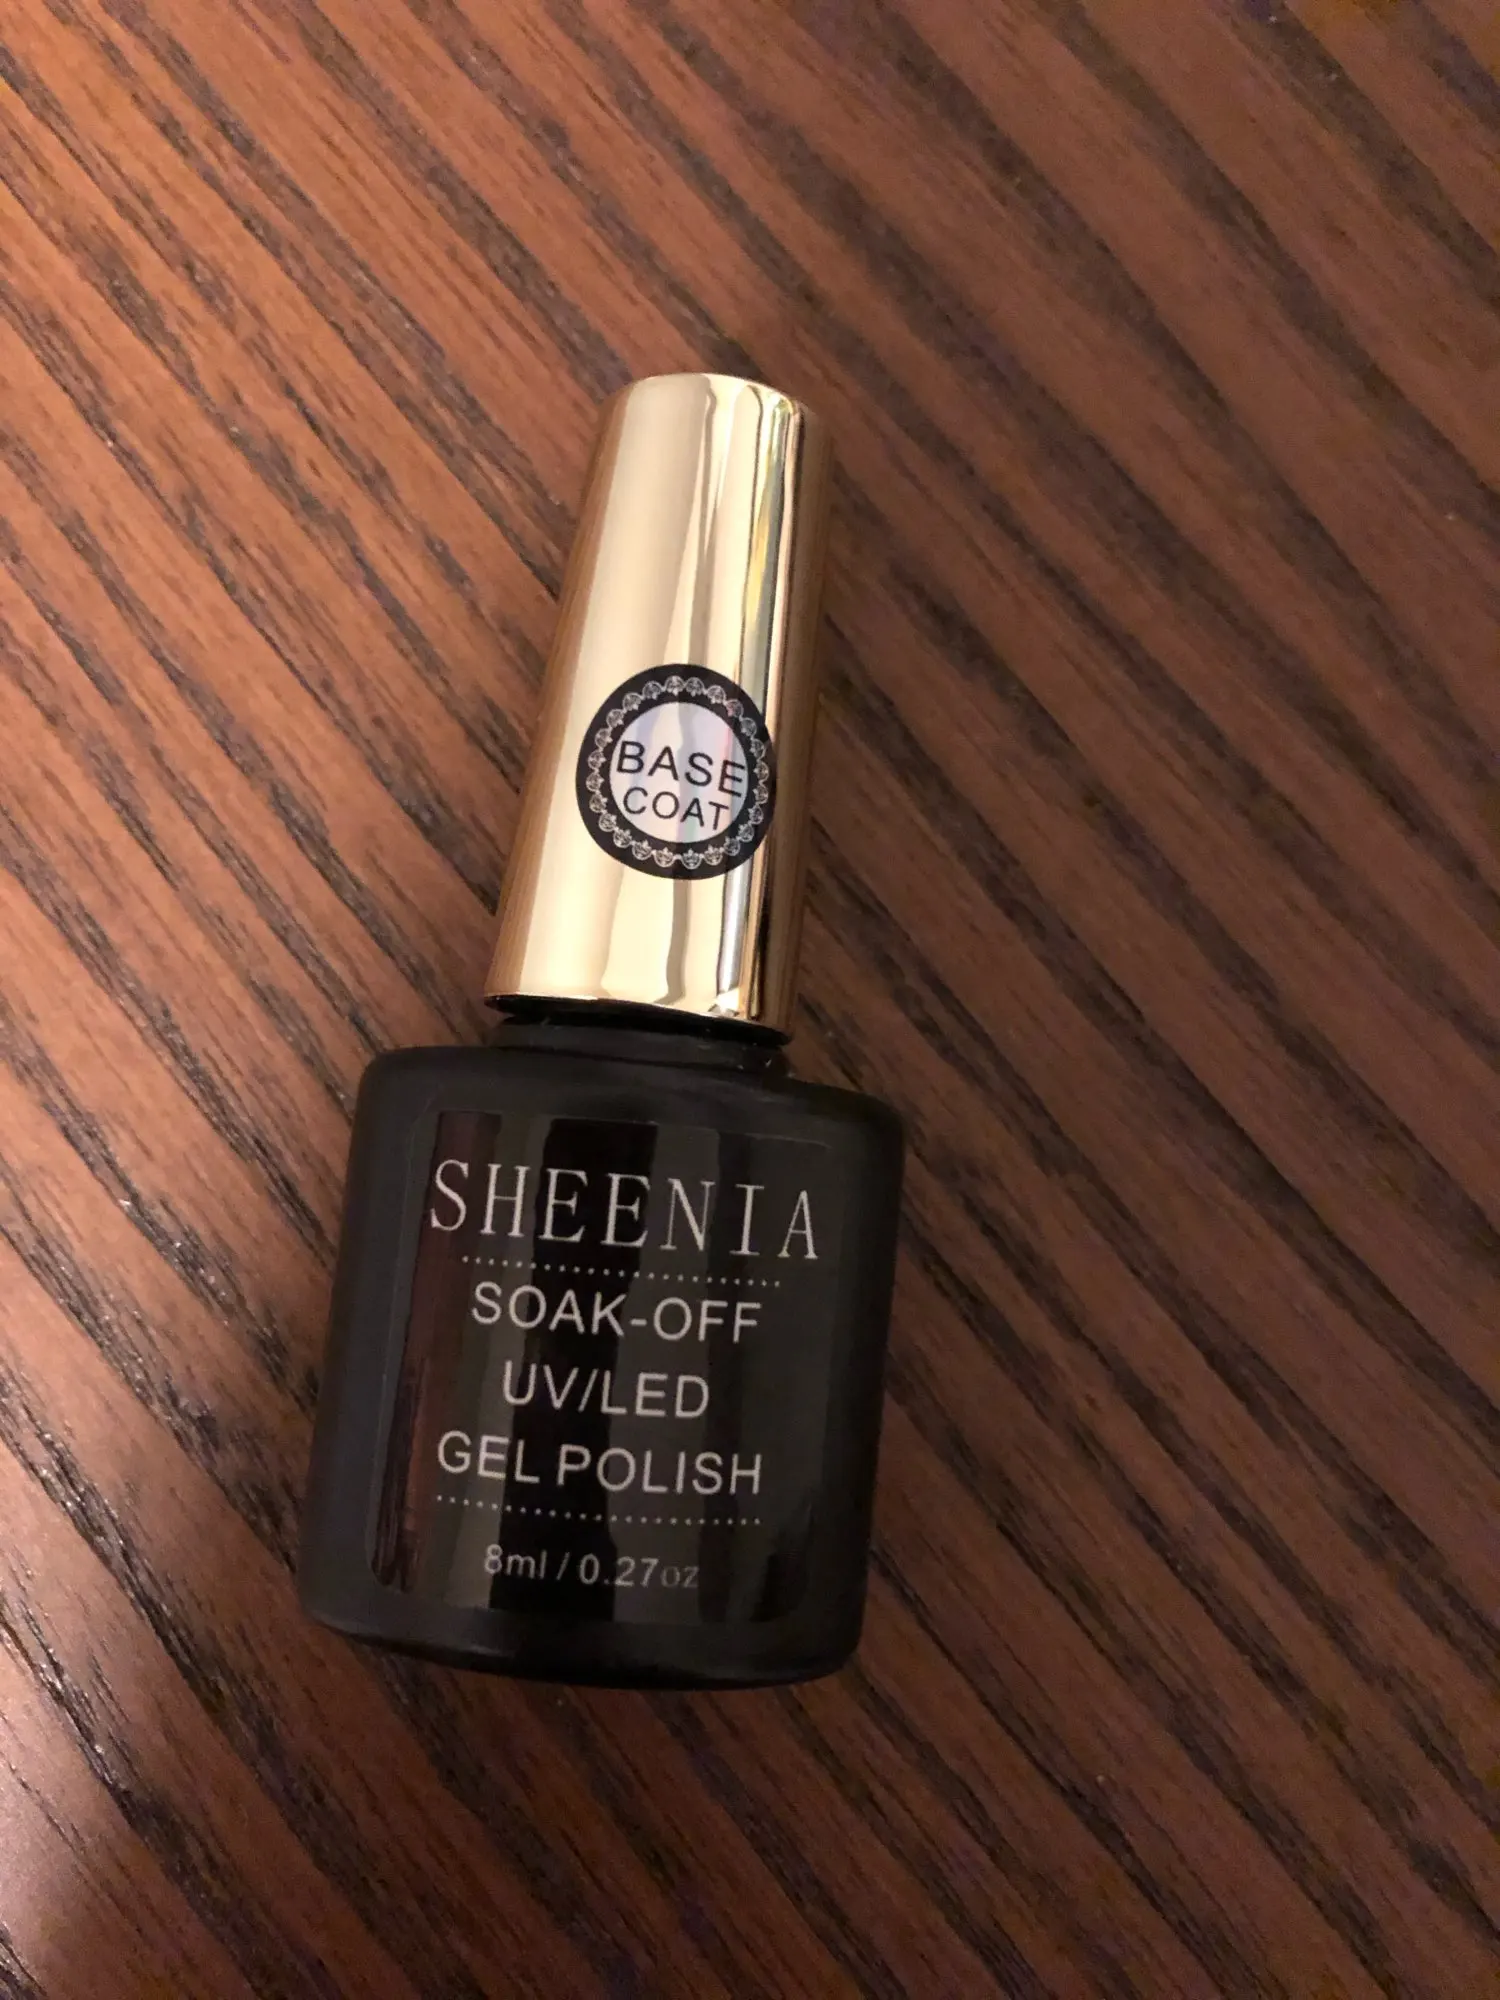 BASE
COAT
SHEENIA
SOAK-OFF
UV/LED
GEL POLISH
8ml / 0.27oz